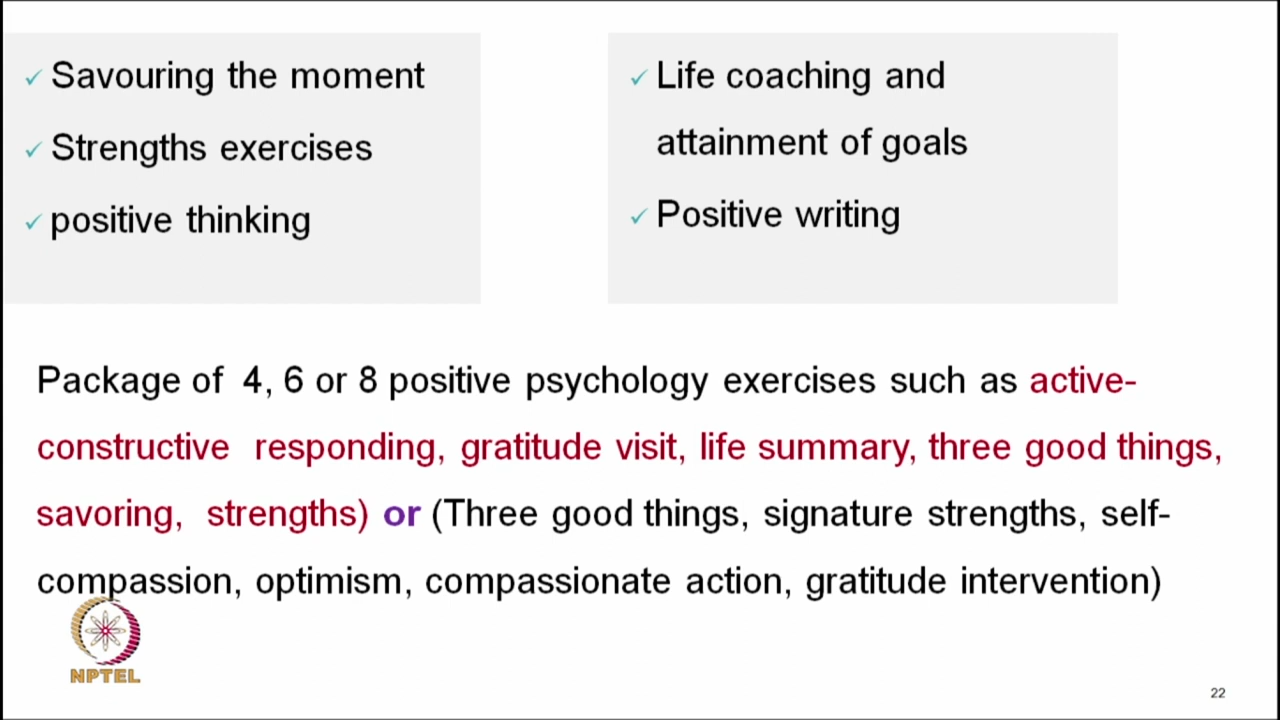 ✓ Savouring the moment
✓ Strengths exercises
✓ positive thinking
✓ Life coaching and
attainment of goals
✓ Positive writing
Package of 4, 6 or 8 positive psychology exercises such as active-
constructive responding, gratitude visit, life summary, three good things,
savoring, strengths) or (Three good things, signature strengths, self-
compassion, optimism, compassionate action, gratitude intervention)
NPTEL
22